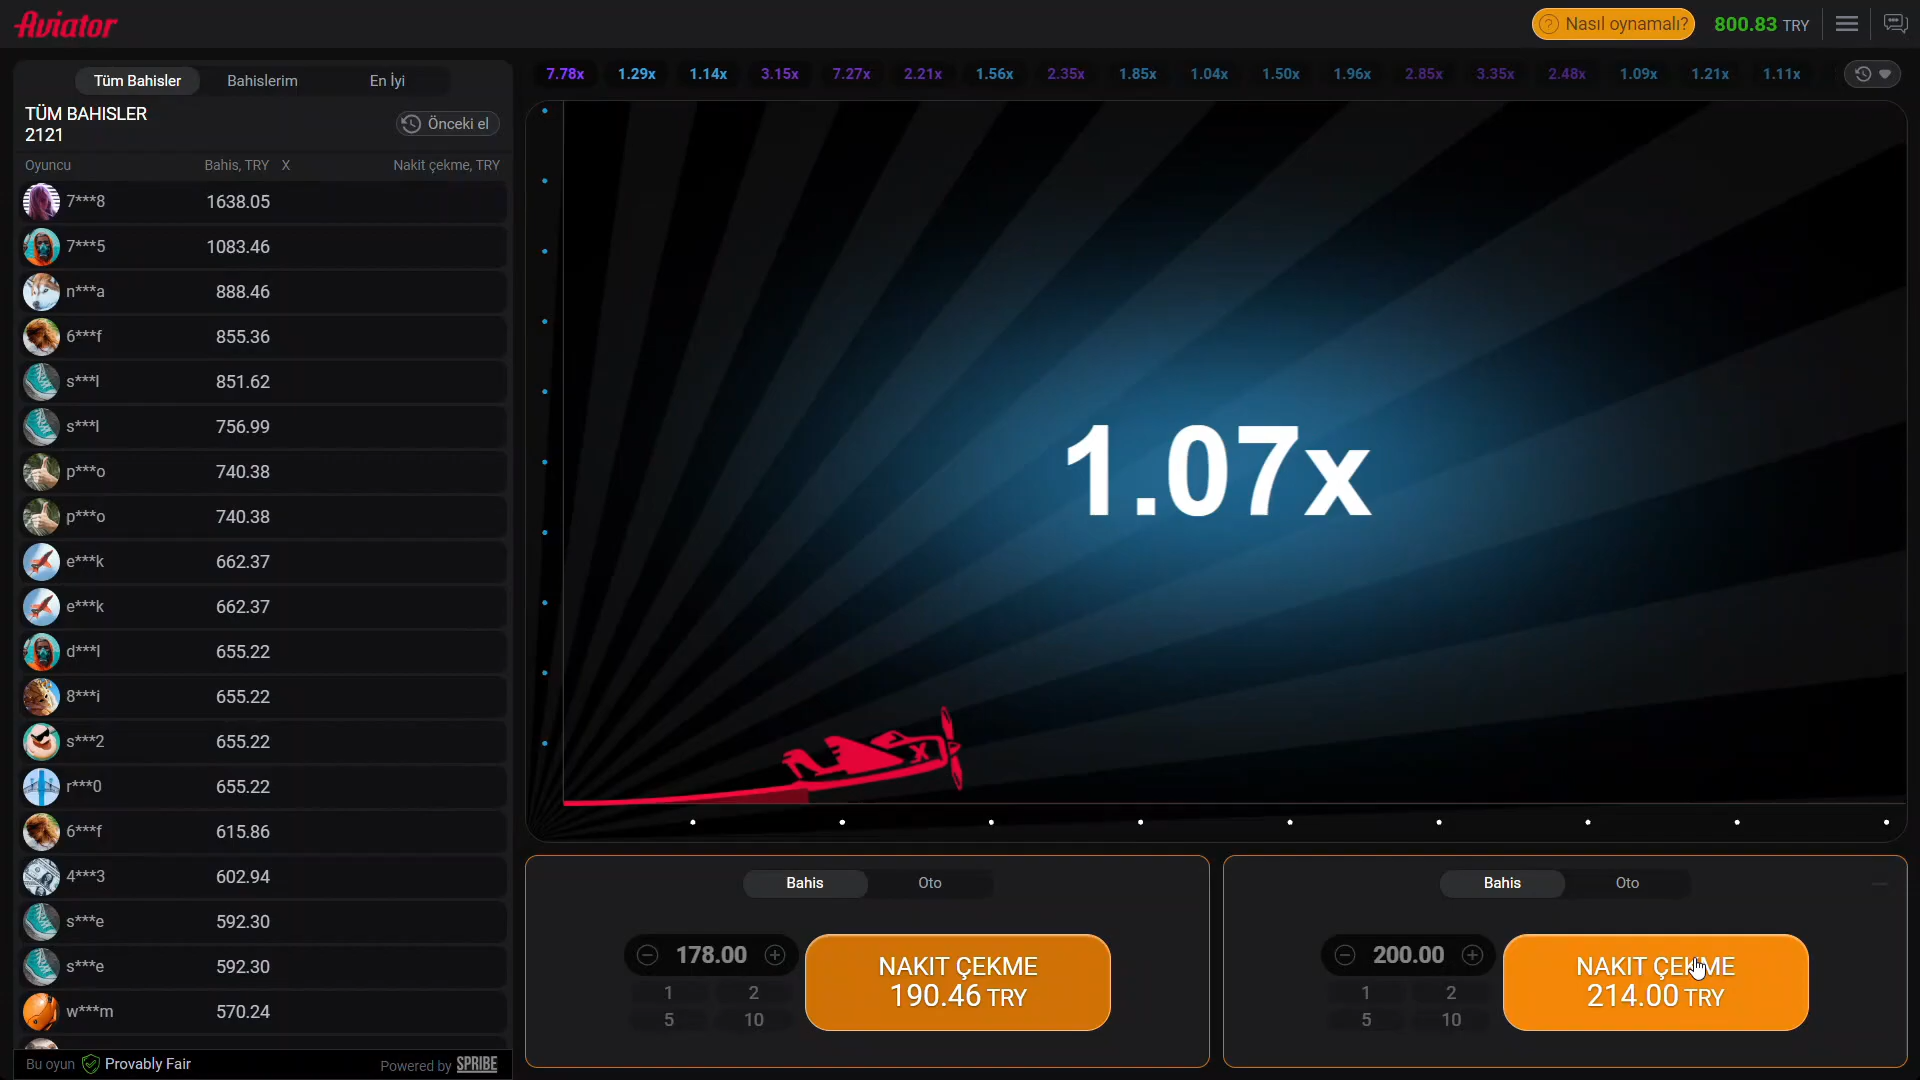 Aviator
Nasıl oynamalı?
800.83 TRY
Tüm Bahisler
Bahislerim
En İyi
TÜM BAHISLER
2121
Önceki el
Oyuncu Bahis, TRY X Nakit çekme, TRY
7***8 1638.05
7***5 1083.46
n***a 888.46
6***f 855.36
s***l 851.62
s***l 756.99
p***o 740.38
p***o 740.38
e***k 662.37
e***k 662.37
d***l 655.22
8***i 655.22
s***2 655.22
r***0 655.22
6***f 615.86
4***3 602.94
s***e 592.30
s***e 592.30
w***m 570.24
Bu oyun Provably Fair
Powered by SPRIBE
7.78x 1.29x 1.14x 3.15x 7.27x 2.21x 1.56x 2.35x 1.85x 1.04x 1.50x 1.96x 2.85x 3.35x 2.48x 1.09x 1.21x 1.11x
1.07x
Bahis Oto
178.00
1 2
5 10
NAKIT ÇEKME
190.46 TRY
Bahis Oto
200.00
1 2
5 10
NAKIT ÇEKME
214.00 TRY